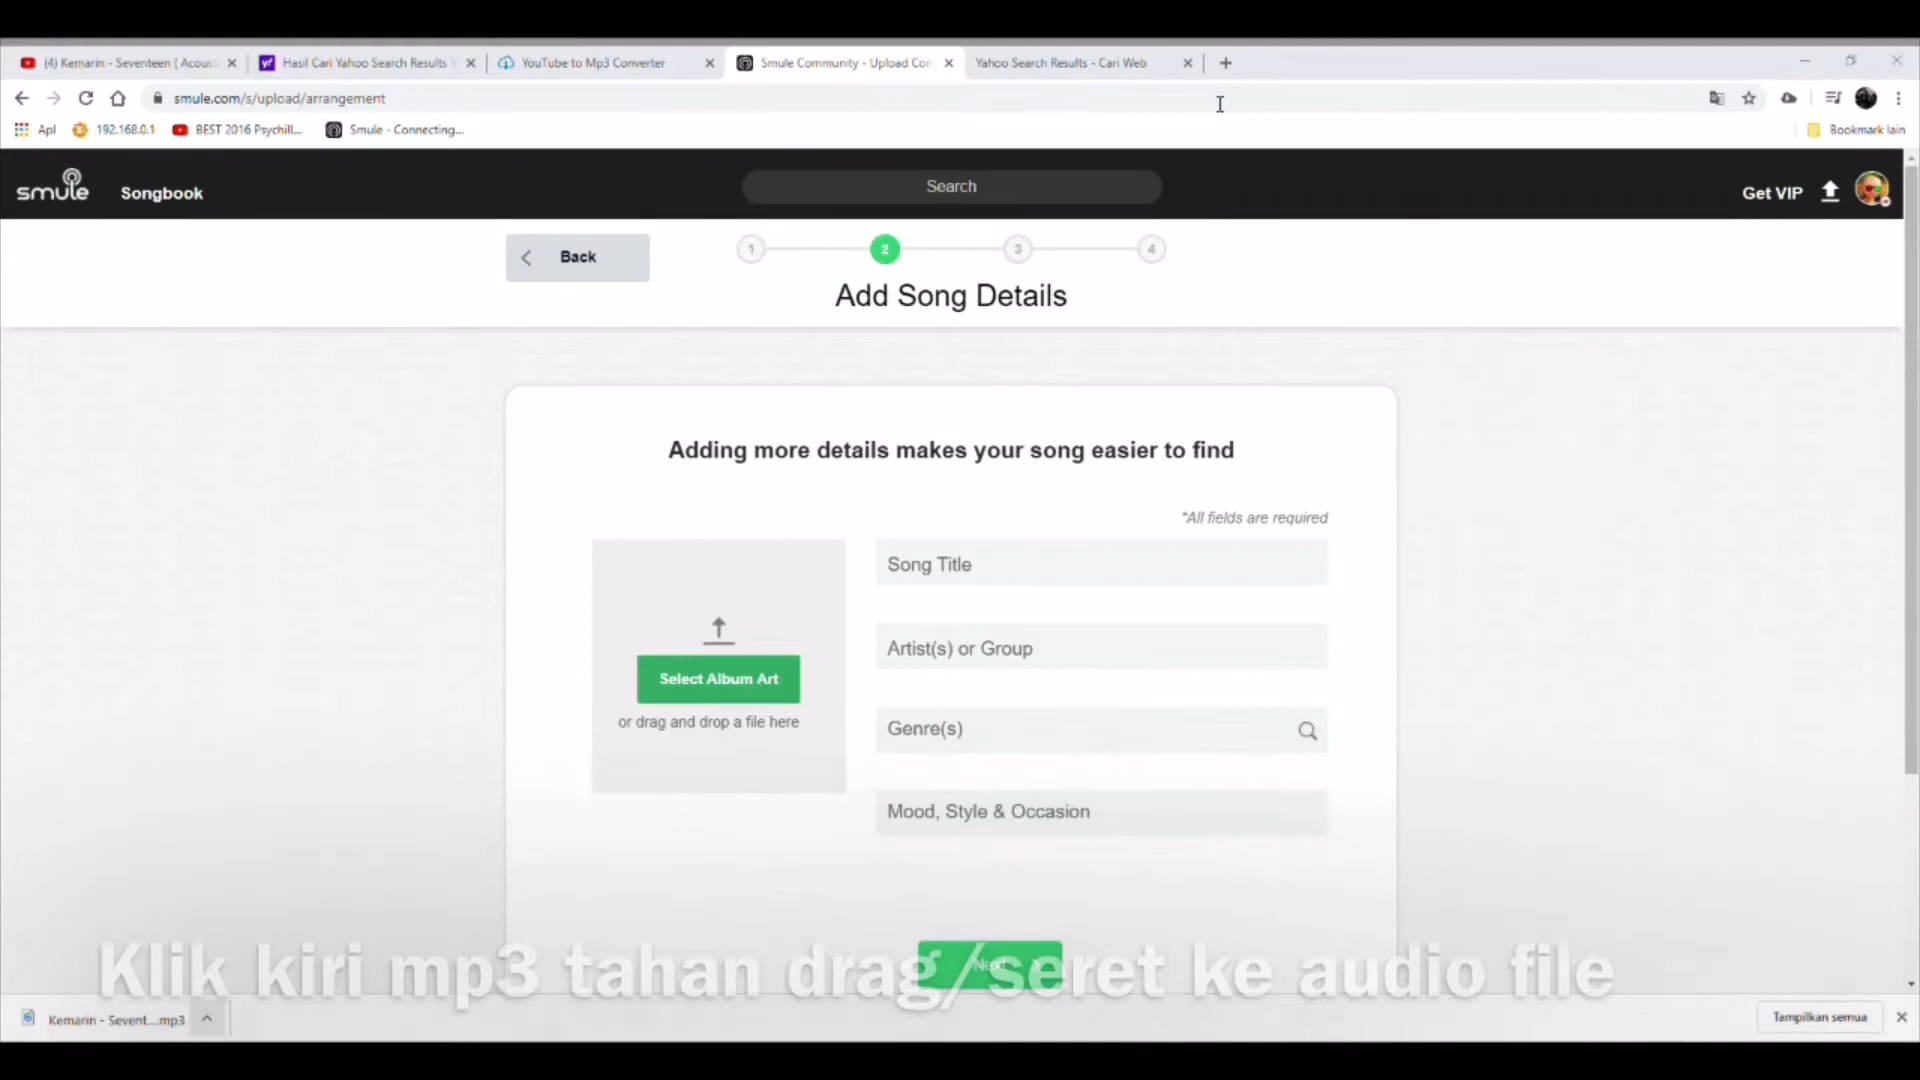 (4) Kemarin - Seventeen ( Acous
Hasil Cari Yahoo Search Results
YouTube to Mp3 Converter
Smule Community - Upload Con
Yahoo Search Results - Cari Web
smule.com/s/upload/arrangement
Apl
192.168.0.1
BEST 2016 Psychill...
Smule - Connecting...
Bookmark lain
smule
Songbook
Search
Get VIP
Back
1
2
3
4
Add Song Details
Adding more details makes your song easier to find
*All fields are required
Select Album Art
or drag and drop a file here
Song Title
Artist(s) or Group
Genre(s)
Mood, Style & Occasion
Next
Klik kiri mp3 tahan drag/seret ke audio file
Kemarin - Sevent....mp3
Tampilkan semua